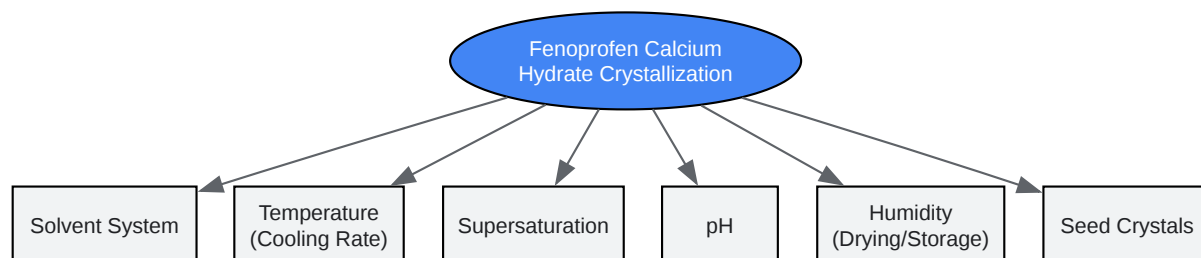 Fenoprofen Calcium
Hydrate Crystallization
Solvent System
Temperature
(Cooling Rate)
Supersaturation
pH
Humidity
(Drying/Storage)
Seed Crystals